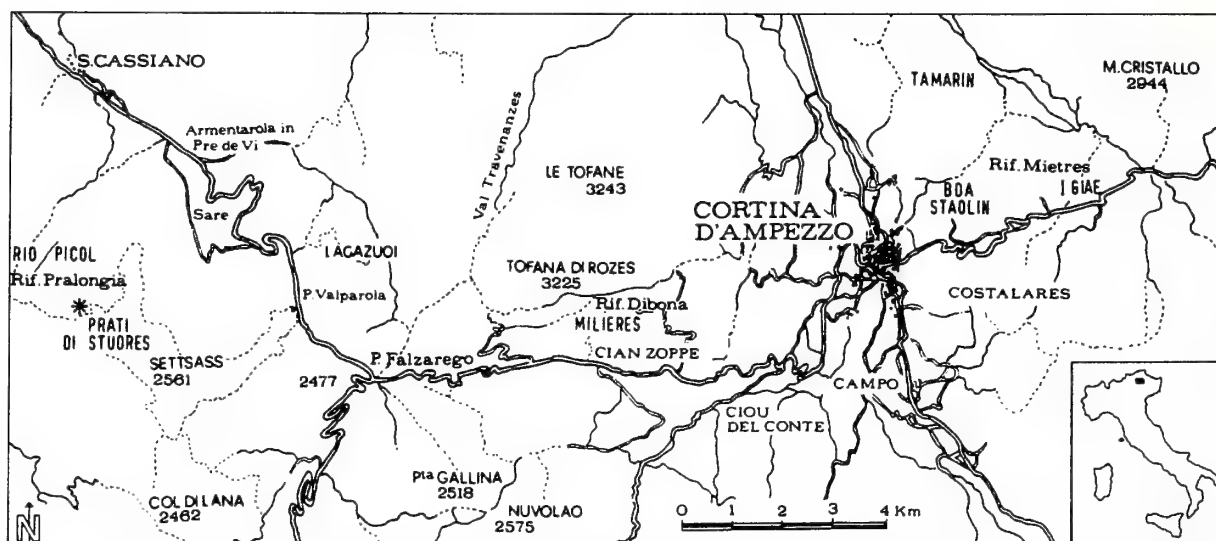 S.CASSIANO
Armentarola in
Pre de Vi
Sare
RIO PICOL
Rif. Pralongia
PRATI
DI STUORES
SETTSASS
2561
COL DI LANA
2462
N
LAGAZUOI
P. Valparola
2477
P. Falzarego
Pta GALLINA
2518
NUVOLAO
2575
Val Travenanzes
LE TOFANE
3243
TOFANA DI ROZES
3225
Rif. Dibona
MILIERES
CIAN ZOPPE
CORTINA
D'AMPEZZO
CIOU
DEL CONTE
CAMPO
TAMARIN
M. CRISTALLO
2944
Rif. Mietres
I GIAE
BOA
STAOLIN
COSTALARES
0 1 2 4 Km